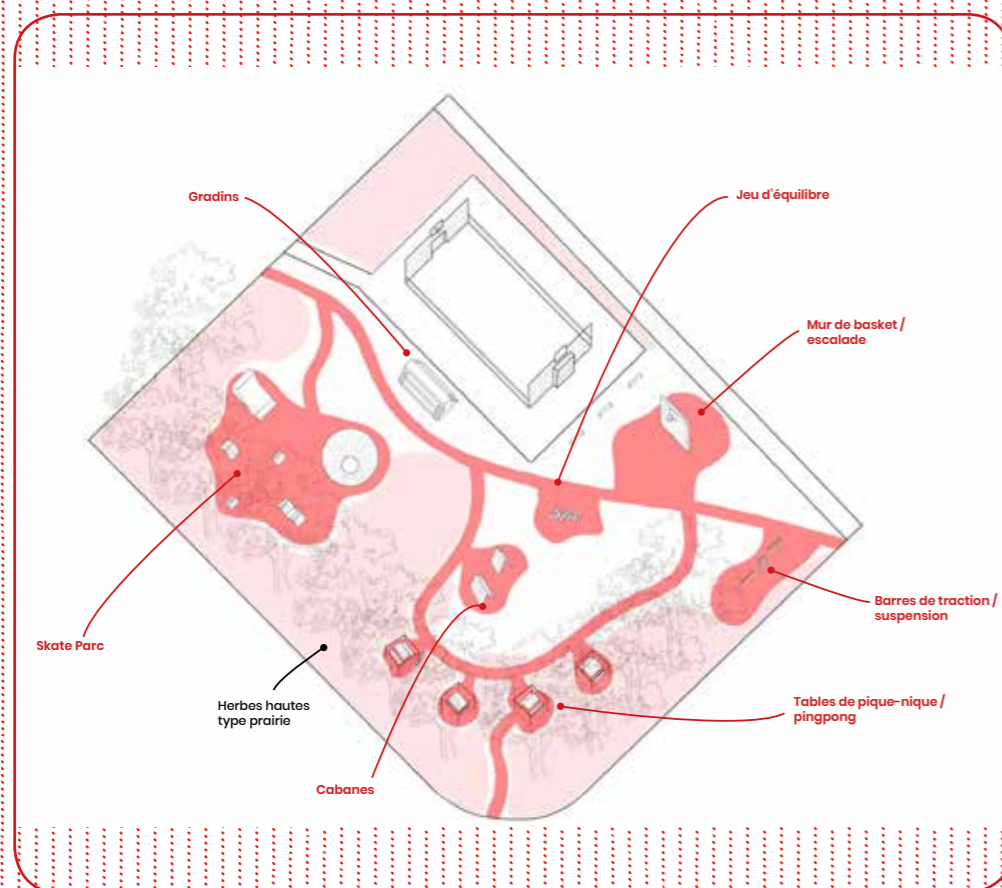 Gradins
Jeu d'équilibre
Mur de basket /
escalade
Barres de traction /
suspension
Skate Parc
Herbes hautes
type prairie
Tables de pique-nique /
pingpong
Cabanes